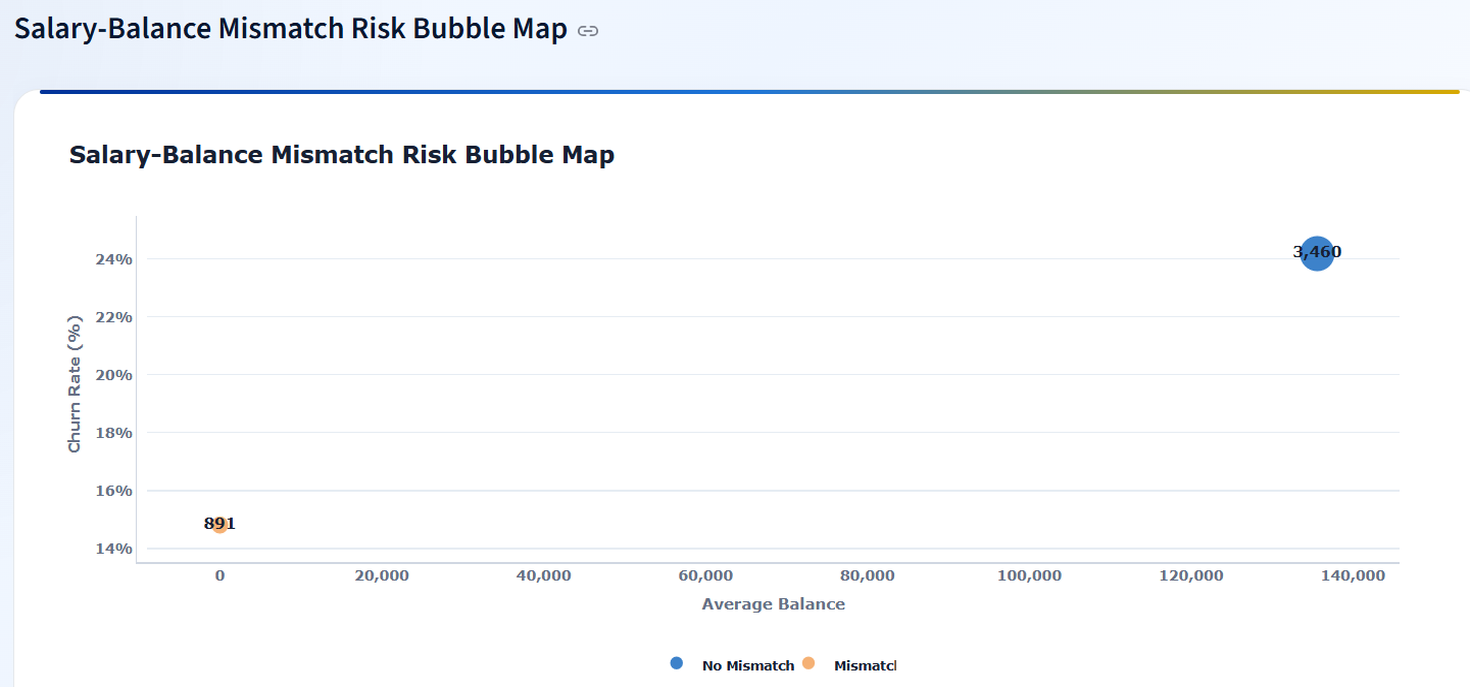 Salary-Balance Mismatch Risk Bubble Map
Salary-Balance Mismatch Risk Bubble Map
Churn Rate (%)
24%
22%
20%
18%
16%
14%
3,460
891
0 20,000 40,000 60,000 80,000 100,000 120,000 140,000
Average Balance
No Mismatch